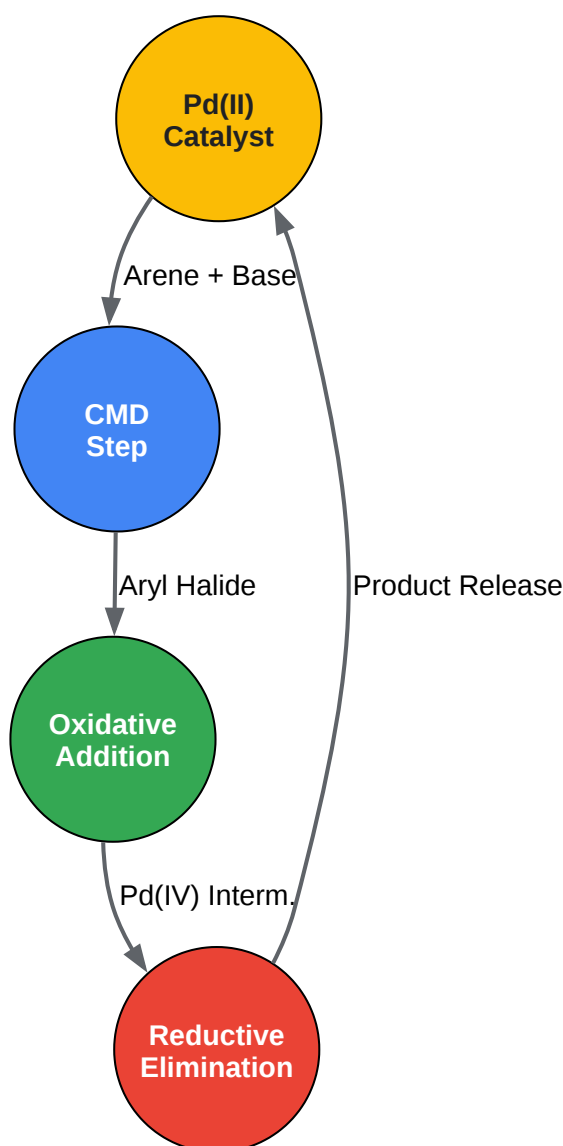 Pd(II)
Catalyst
Arene + Base
CMD
Step
Aryl Halide
Product Release
Oxidative
Addition
Pd(IV) Interm.
Reductive
Elimination